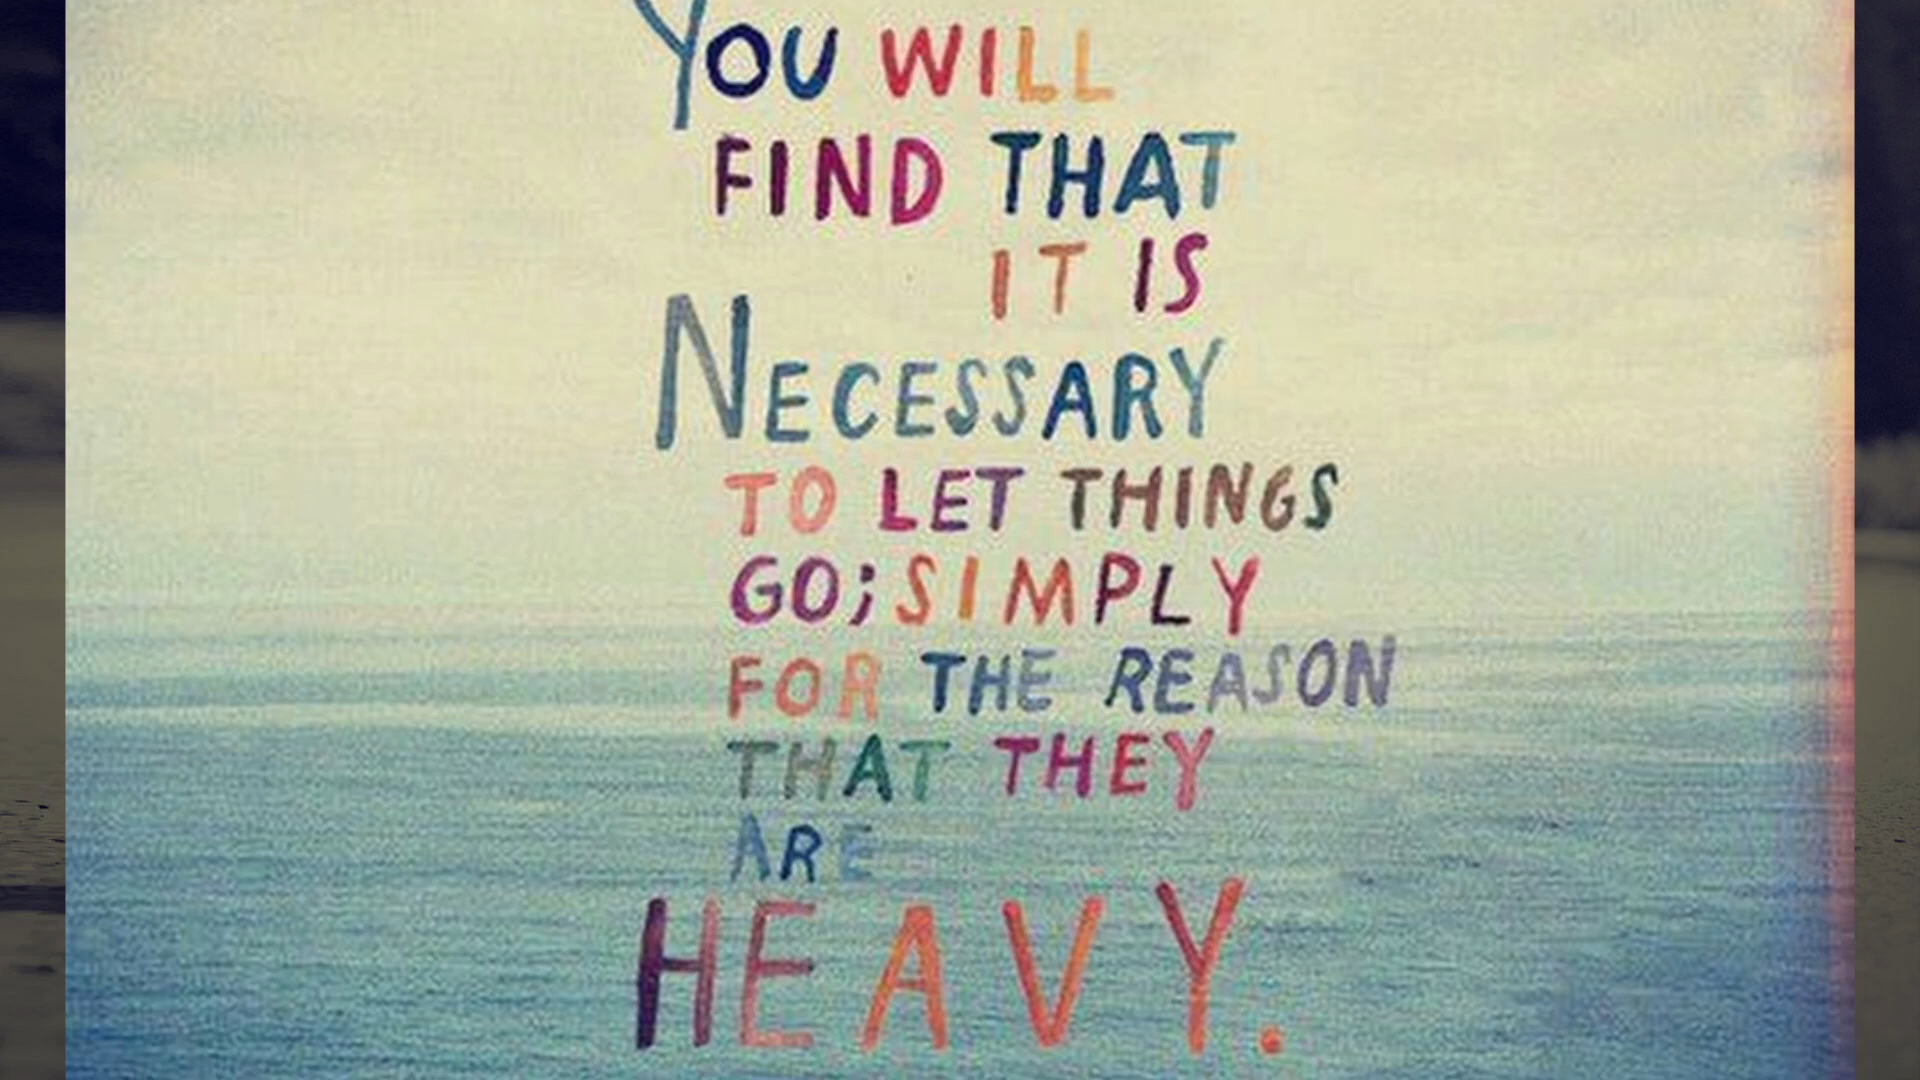 YOU WILL
FIND THAT
IT IS
NECESSARY
TO LET THINGS
GO; SIMPLY
FOR THE REASON
THAT THEY
ARE
HEAVY.